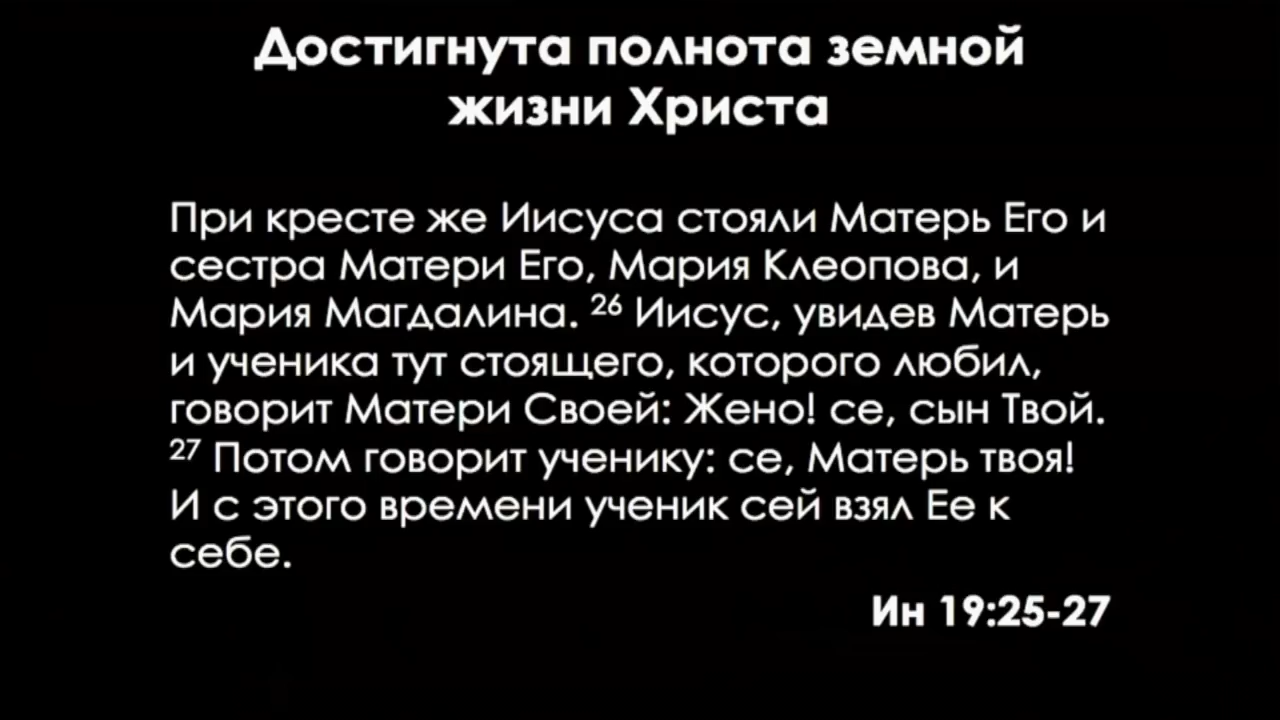 Достигнута полнота земной
жизни Христа
При кресте же Иисуса стояли Матерь Его и
сестра Матери Его, Мария Клеопова, и
Мария Магдалина. ²⁶ Иисус, увидев Матерь
и ученика тут стоящего, которого любил,
говорит Матери Своей: Жено! се, сын Твой.
²⁷ Потом говорит ученику: се, Матерь твоя!
И с этого времени ученик сей взял Ее к
себе.
Ин 19:25-27